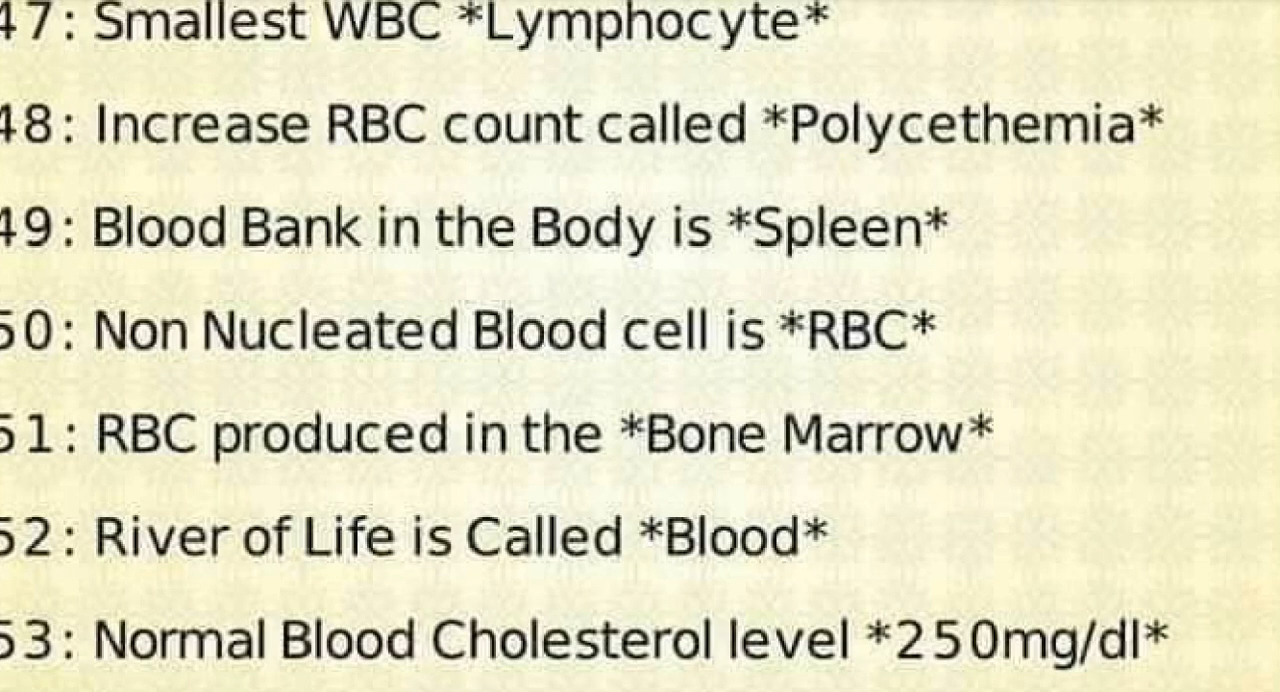 47: Smallest WBC *Lymphocyte*
48: Increase RBC count called *Polycethemia*
49: Blood Bank in the Body is *Spleen*
50: Non Nucleated Blood cell is *RBC*
51: RBC produced in the *Bone Marrow*
52: River of Life is Called *Blood*
53: Normal Blood Cholesterol level *250mg/dl*